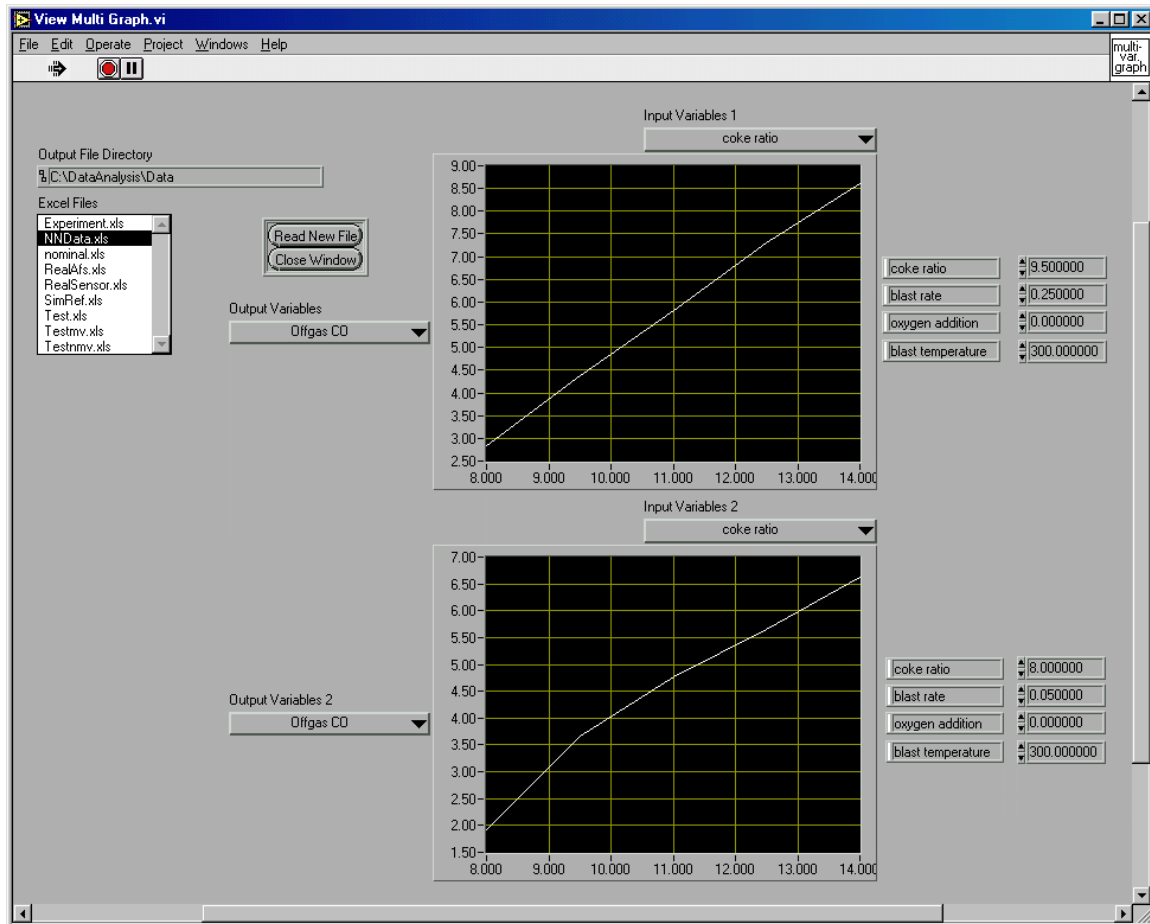 View Multi Graph.vi
File Edit Operate Project Windows Help
multi-
var.
graph
Input Variables 1
coke ratio
Output File Directory
C:\DataAnalysis\Data
Excel Files
Experiment.xls
NNData.xls
nominal.xls
RealAfs.xls
RealSensor.xls
SimRef.xls
Test.xls
Testmv.xls
Testnmv.xls
Read New File
Close Window
Output Variables
Offgas CO
9.00
8.50
8.00
7.50
7.00
6.50
6.00
5.50
5.00
4.50
4.00
3.50
3.00
2.50
8.000 9.000 10.000 11.000 12.000 13.000 14.000
coke ratio 9.500000
blast rate 0.250000
oxygen addition 0.000000
blast temperature 300.000000
Input Variables 2
coke ratio
Output Variables 2
Offgas CO
7.00
6.50
6.00
5.50
5.00
4.50
4.00
3.50
3.00
2.50
2.00
1.50
8.000 9.000 10.000 11.000 12.000 13.000 14.000
coke ratio 8.000000
blast rate 0.050000
oxygen addition 0.000000
blast temperature 300.000000